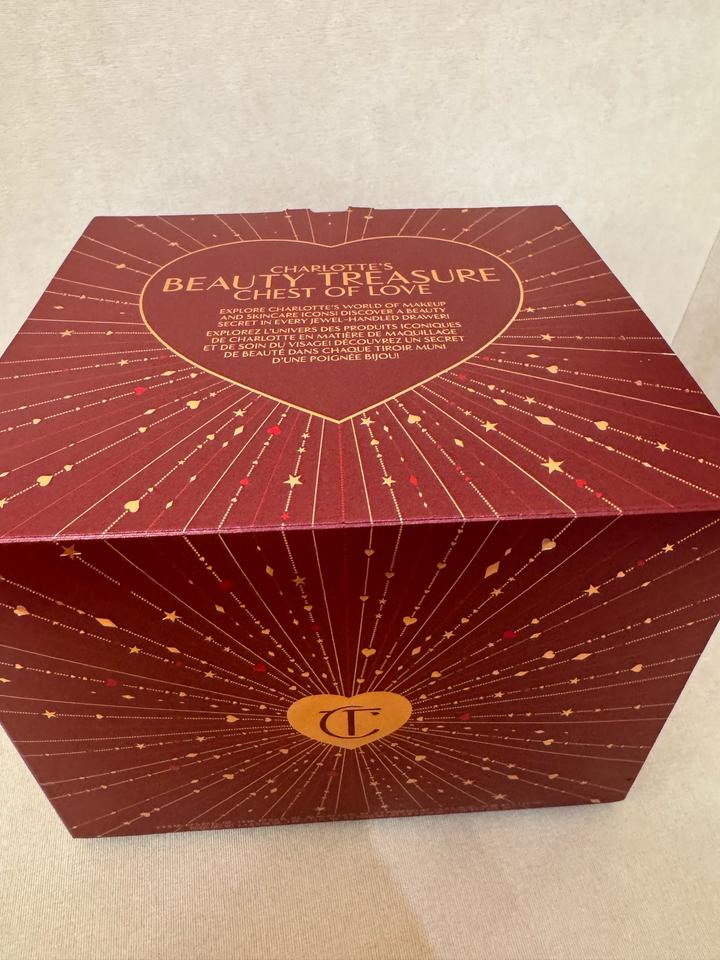 CHARLOTTE'S
BEAUTY TREASURE
CHEST OF LOVE
EXPLORE CHARLOTTE'S WORLD OF MAKEUP
AND SKINCARE ICONS! DISCOVER A BEAUTY
SECRET IN EVERY JEWEL-HANDLED DRAWER!
EXPLOREZ L'UNIVERS DES PRODUITS ICONIQUES
DE CHARLOTTE EN MATIÈRE DE MAQUILLAGE
ET DE SOIN DU VISAGE! DÉCOUVREZ UN SECRET
DE BEAUTÉ DANS CHAQUE TIROIR MUNI
D'UNE POIGNÉE BIJOU!
CT